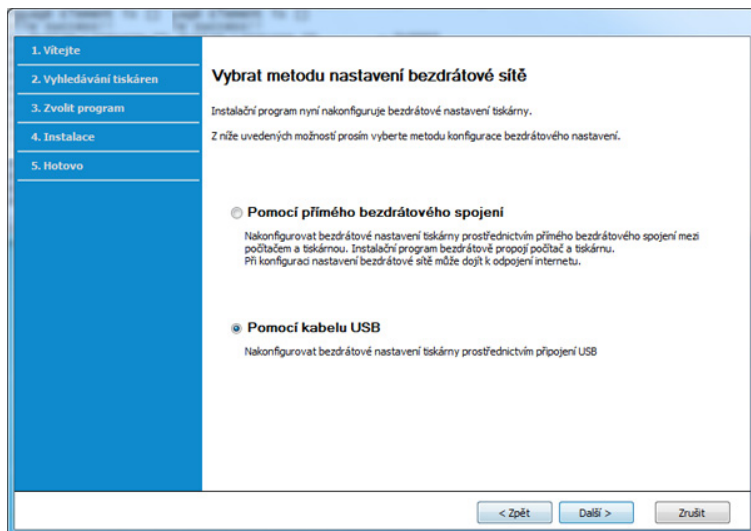 1. Vítejte
2. Vyhledávání tiskáren
3. Zvolit program
4. Instalace
5. Hotovo
Vybrat metodu nastavení bezdrátové sítě
Instalační program nyní nakonfiguruje bezdrátové nastavení tiskárny.
Z níže uvedených možností prosím vyberte metodu konfigurace bezdrátového nastavení.
Pomocí přímého bezdrátového spojení
Nakonfigurovat bezdrátové nastavení tiskárny prostřednictvím přímého bezdrátového spojení mezi
počítačem a tiskárnou. Instalační program bezdrátově propojí počítač a tiskárnu.
Při konfiguraci nastavení bezdrátové sítě může dojít k odpojení internetu.
Pomocí kabelu USB
Nakonfigurovat bezdrátové nastavení tiskárny prostřednictvím připojení USB
< Zpět
Další >
Zrušit